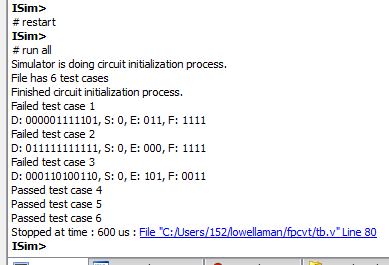 ISim>
# restart
ISim>
# run all
Simulator is doing circuit initialization process.
File has 6 test cases
Finished circuit initialization process.
Failed test case 1
D: 000001111101, S: 0, E: 011, F: 1111
Failed test case 2
D: 011111111111, S: 0, E: 000, F: 1111
Failed test case 3
D: 000110100110, S: 0, E: 101, F: 0011
Passed test case 4
Passed test case 5
Passed test case 6
Stopped at time : 600 us : File "C:/Users/152/lowellaman/fpcvt/tb.v" Line 80
ISim>